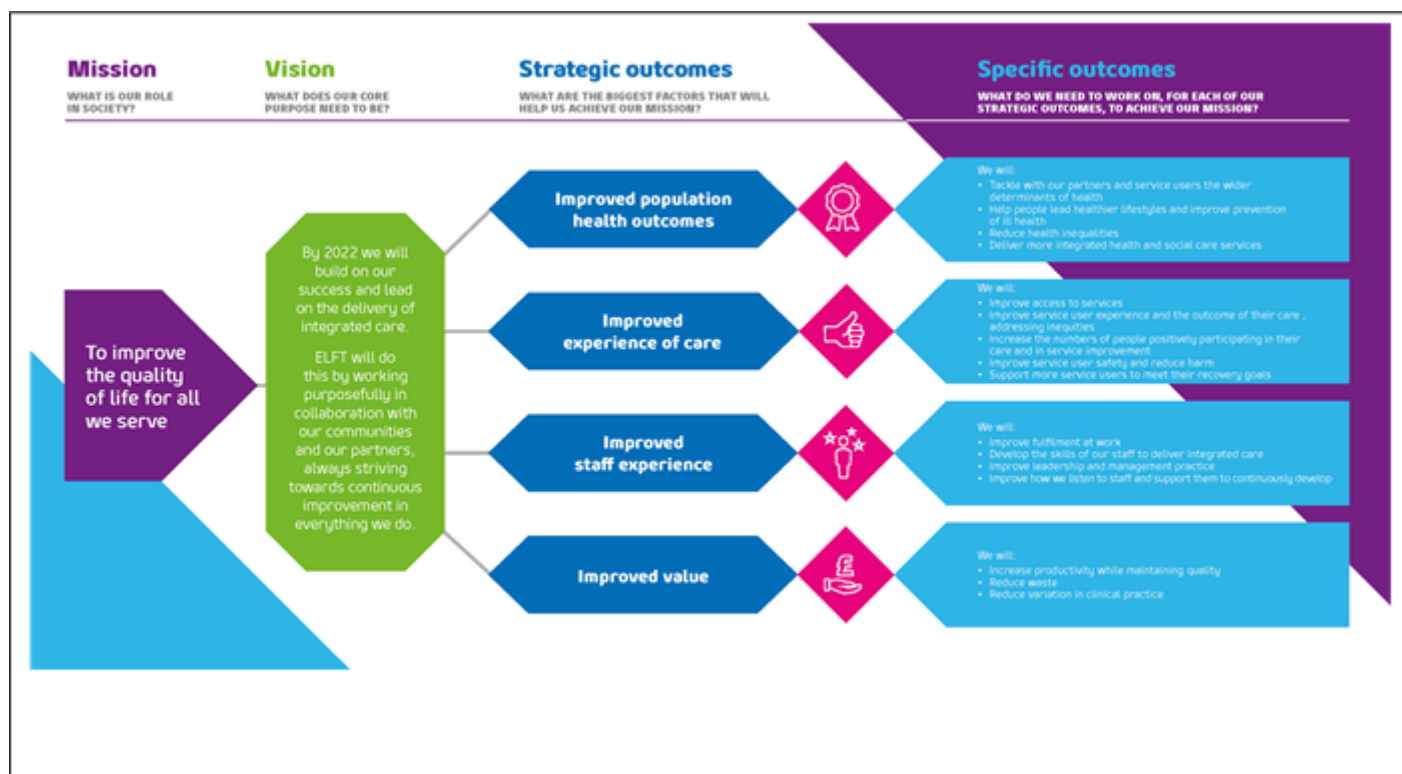 Mission
WHAT IS OUR ROLE
IN SOCIETY?
Vision
WHAT DOES OUR CORE
PURPOSE NEED TO BE?
Strategic outcomes
WHAT ARE THE BIGGEST FACTORS THAT WILL
HELP US ACHIEVE OUR MISSION?
Specific outcomes
WHAT DO WE NEED TO WORK ON, FOR EACH OF OUR
STRATEGIC OUTCOMES, TO ACHIEVE OUR MISSION?
To improve
the quality
of life for all
we serve
By 2022 we will
build on our
success and lead
on the delivery of
integrated care.
ELFT will do
this by working
purposefully in
collaboration with
our communities
and our partners,
always striving
towards continuous
improvement in
everything we do.
Improved population
health outcomes
We will:
• Tackle with our partners and service users the wider
determinants of health
• Help people lead healthier lifestyles and improve prevention
of ill health
• Reduce health inequalities
• Deliver more integrated health and social care services
Improved
experience of care
We will:
• Improve access to services
• Improve service user experience and the outcome of their care ,
addressing inequities
• Increase the numbers of people positively participating in their
care and in service improvement
• Improve service user safety and reduce harm
• Support more service users to meet their recovery goals
Improved
staff experience
We will:
• Improve fulfilment at work
• Develop the skills of our staff to deliver integrated care
• Improve leadership and management practice
• Improve how we listen to staff and support them to continuously develop
Improved value
£
We will:
• Increase productivity while maintaining quality
• Reduce waste
• Reduce variation in clinical practice